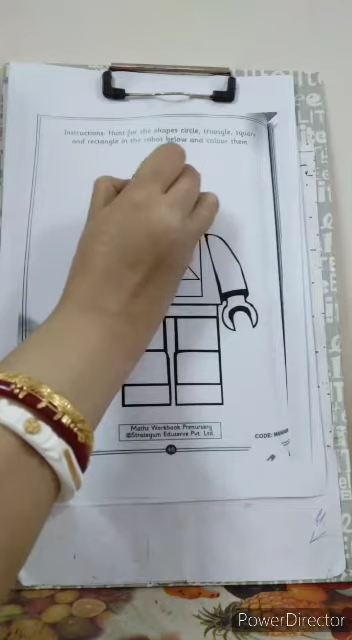 Instructions: Hunt for the shapes circle, triangle, square
and rectangle in the robot below and colour them.
Maths Workbook Prenursery
@Strategum Eduserve Pvt. Ltd.
CODE:
PowerDirector